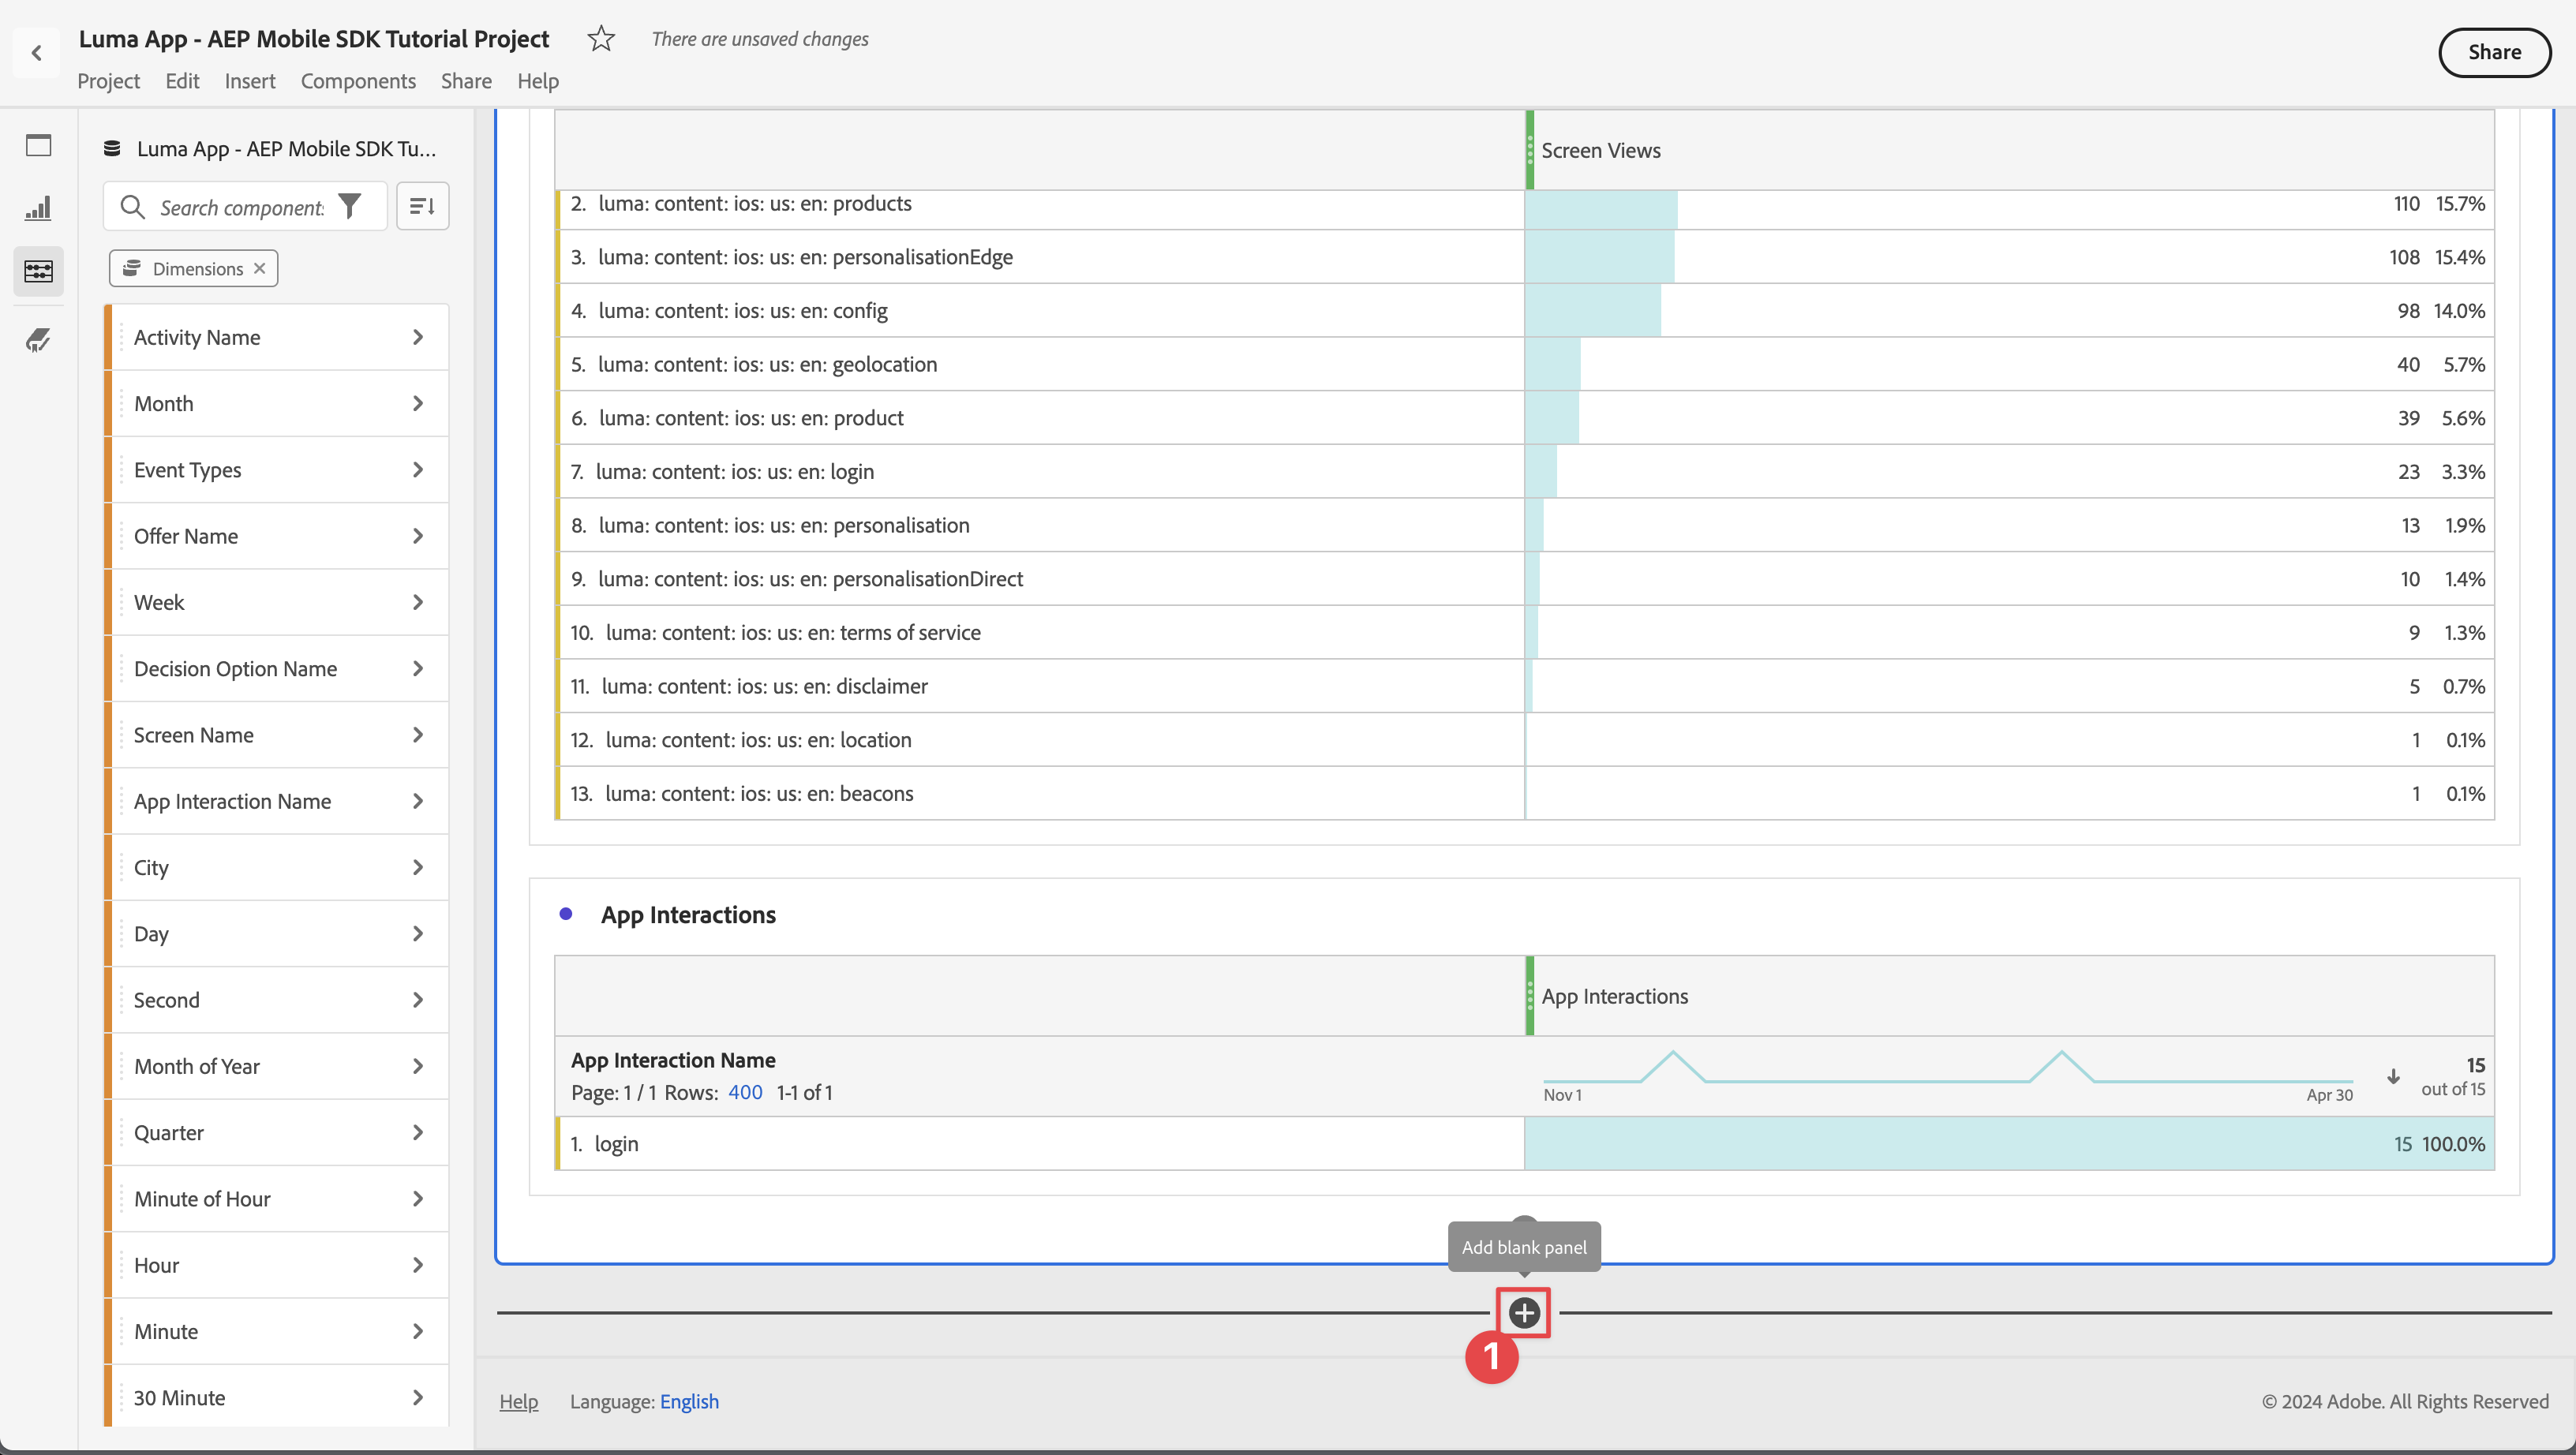 Luma App - AEP Mobile SDK Tutorial Project
There are unsaved changes
Share
Project Edit Insert Components Share Help
Luma App - AEP Mobile SDK Tu...
Search component:
Dimensions
Activity Name
Month
Event Types
Offer Name
Week
Decision Option Name
Screen Name
App Interaction Name
City
Day
Second
Month of Year
Quarter
Minute of Hour
Hour
Minute
30 Minute
Screen Views
2. luma: content: ios: us: en: products 110 15.7%
3. luma: content: ios: us: en: personalisationEdge 108 15.4%
4. luma: content: ios: us: en: config 98 14.0%
5. luma: content: ios: us: en: geolocation 40 5.7%
6. luma: content: ios: us: en: product 39 5.6%
7. luma: content: ios: us: en: login 23 3.3%
8. luma: content: ios: us: en: personalisation 13 1.9%
9. luma: content: ios: us: en: personalisationDirect 10 1.4%
10. luma: content: ios: us: en: terms of service 9 1.3%
11. luma: content: ios: us: en: disclaimer 5 0.7%
12. luma: content: ios: us: en: location 1 0.1%
13. luma: content: ios: us: en: beacons 1 0.1%
App Interactions
App Interactions
App Interaction Name
Page: 1 / 1 Rows: 400 1-1 of 1
Nov 1 Apr 30
15
out of 15
1. login 15 100.0%
Add blank panel
1
Help Language: English
© 2024 Adobe. All Rights Reserved